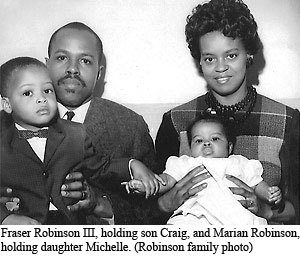 Fraser Robinson III, holding son Craig, and Marian Robinson,
holding daughter Michelle. (Robinson family photo)